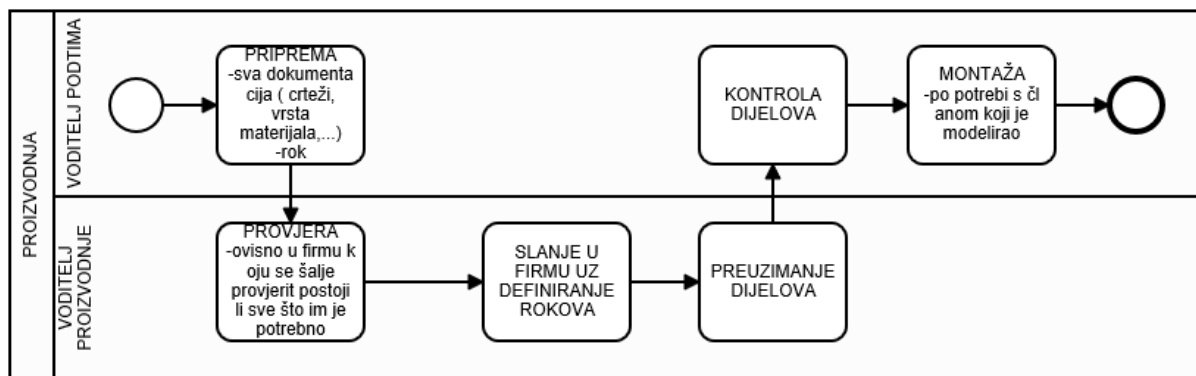 PROIZVODNJA
VODITELJ PODTIMA
PRIPREMA
-sva dokumenta
cija ( crteži,
vrsta
materijala,...)
-rok
KONTROLA
DIJELOVA
MONTAŽA
-po potrebi s čl
anom koji je
modelirao
VODITELJ
PROIZVODNJE
PROVJERA
-ovisno u firmu k
oju se šalje
provjerit postoji
li sve što im je
potrebno
SLANJE U
FIRMU UZ
DEFINIRANJE
ROKOVA
PREUZIMANJE
DIJELOVA